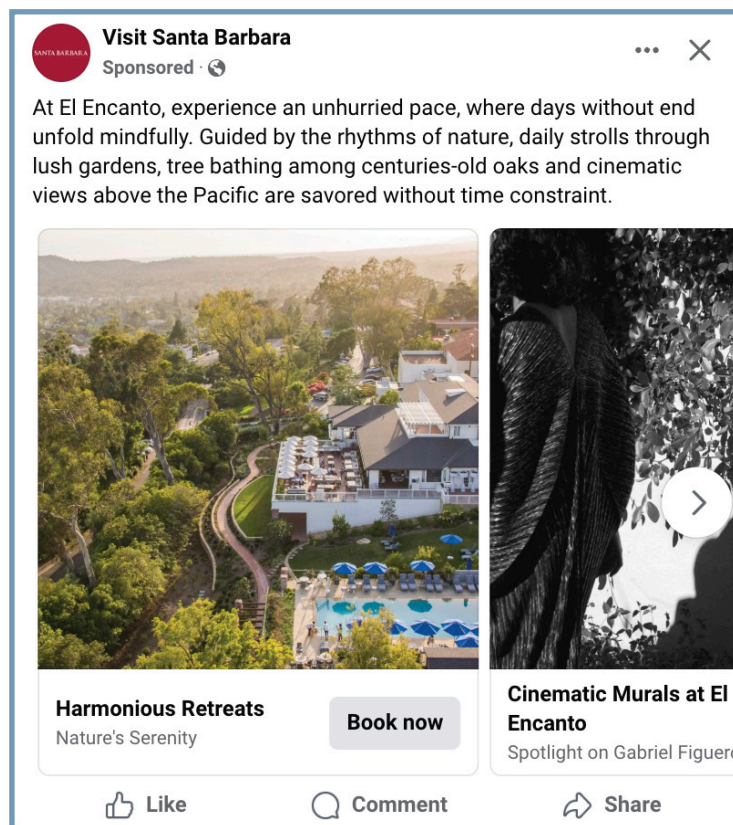 SANTA BARBARA
Visit Santa Barbara
Sponsored ·
At El Encanto, experience an unhurried pace, where days without end
unfold mindfully. Guided by the rhythms of nature, daily strolls through
lush gardens, tree bathing among centuries-old oaks and cinematic
views above the Pacific are savored without time constraint.
Harmonious Retreats
Nature's Serenity
Book now
Cinematic Murals at El
Encanto
Spotlight on Gabriel
Like
Comment
Share